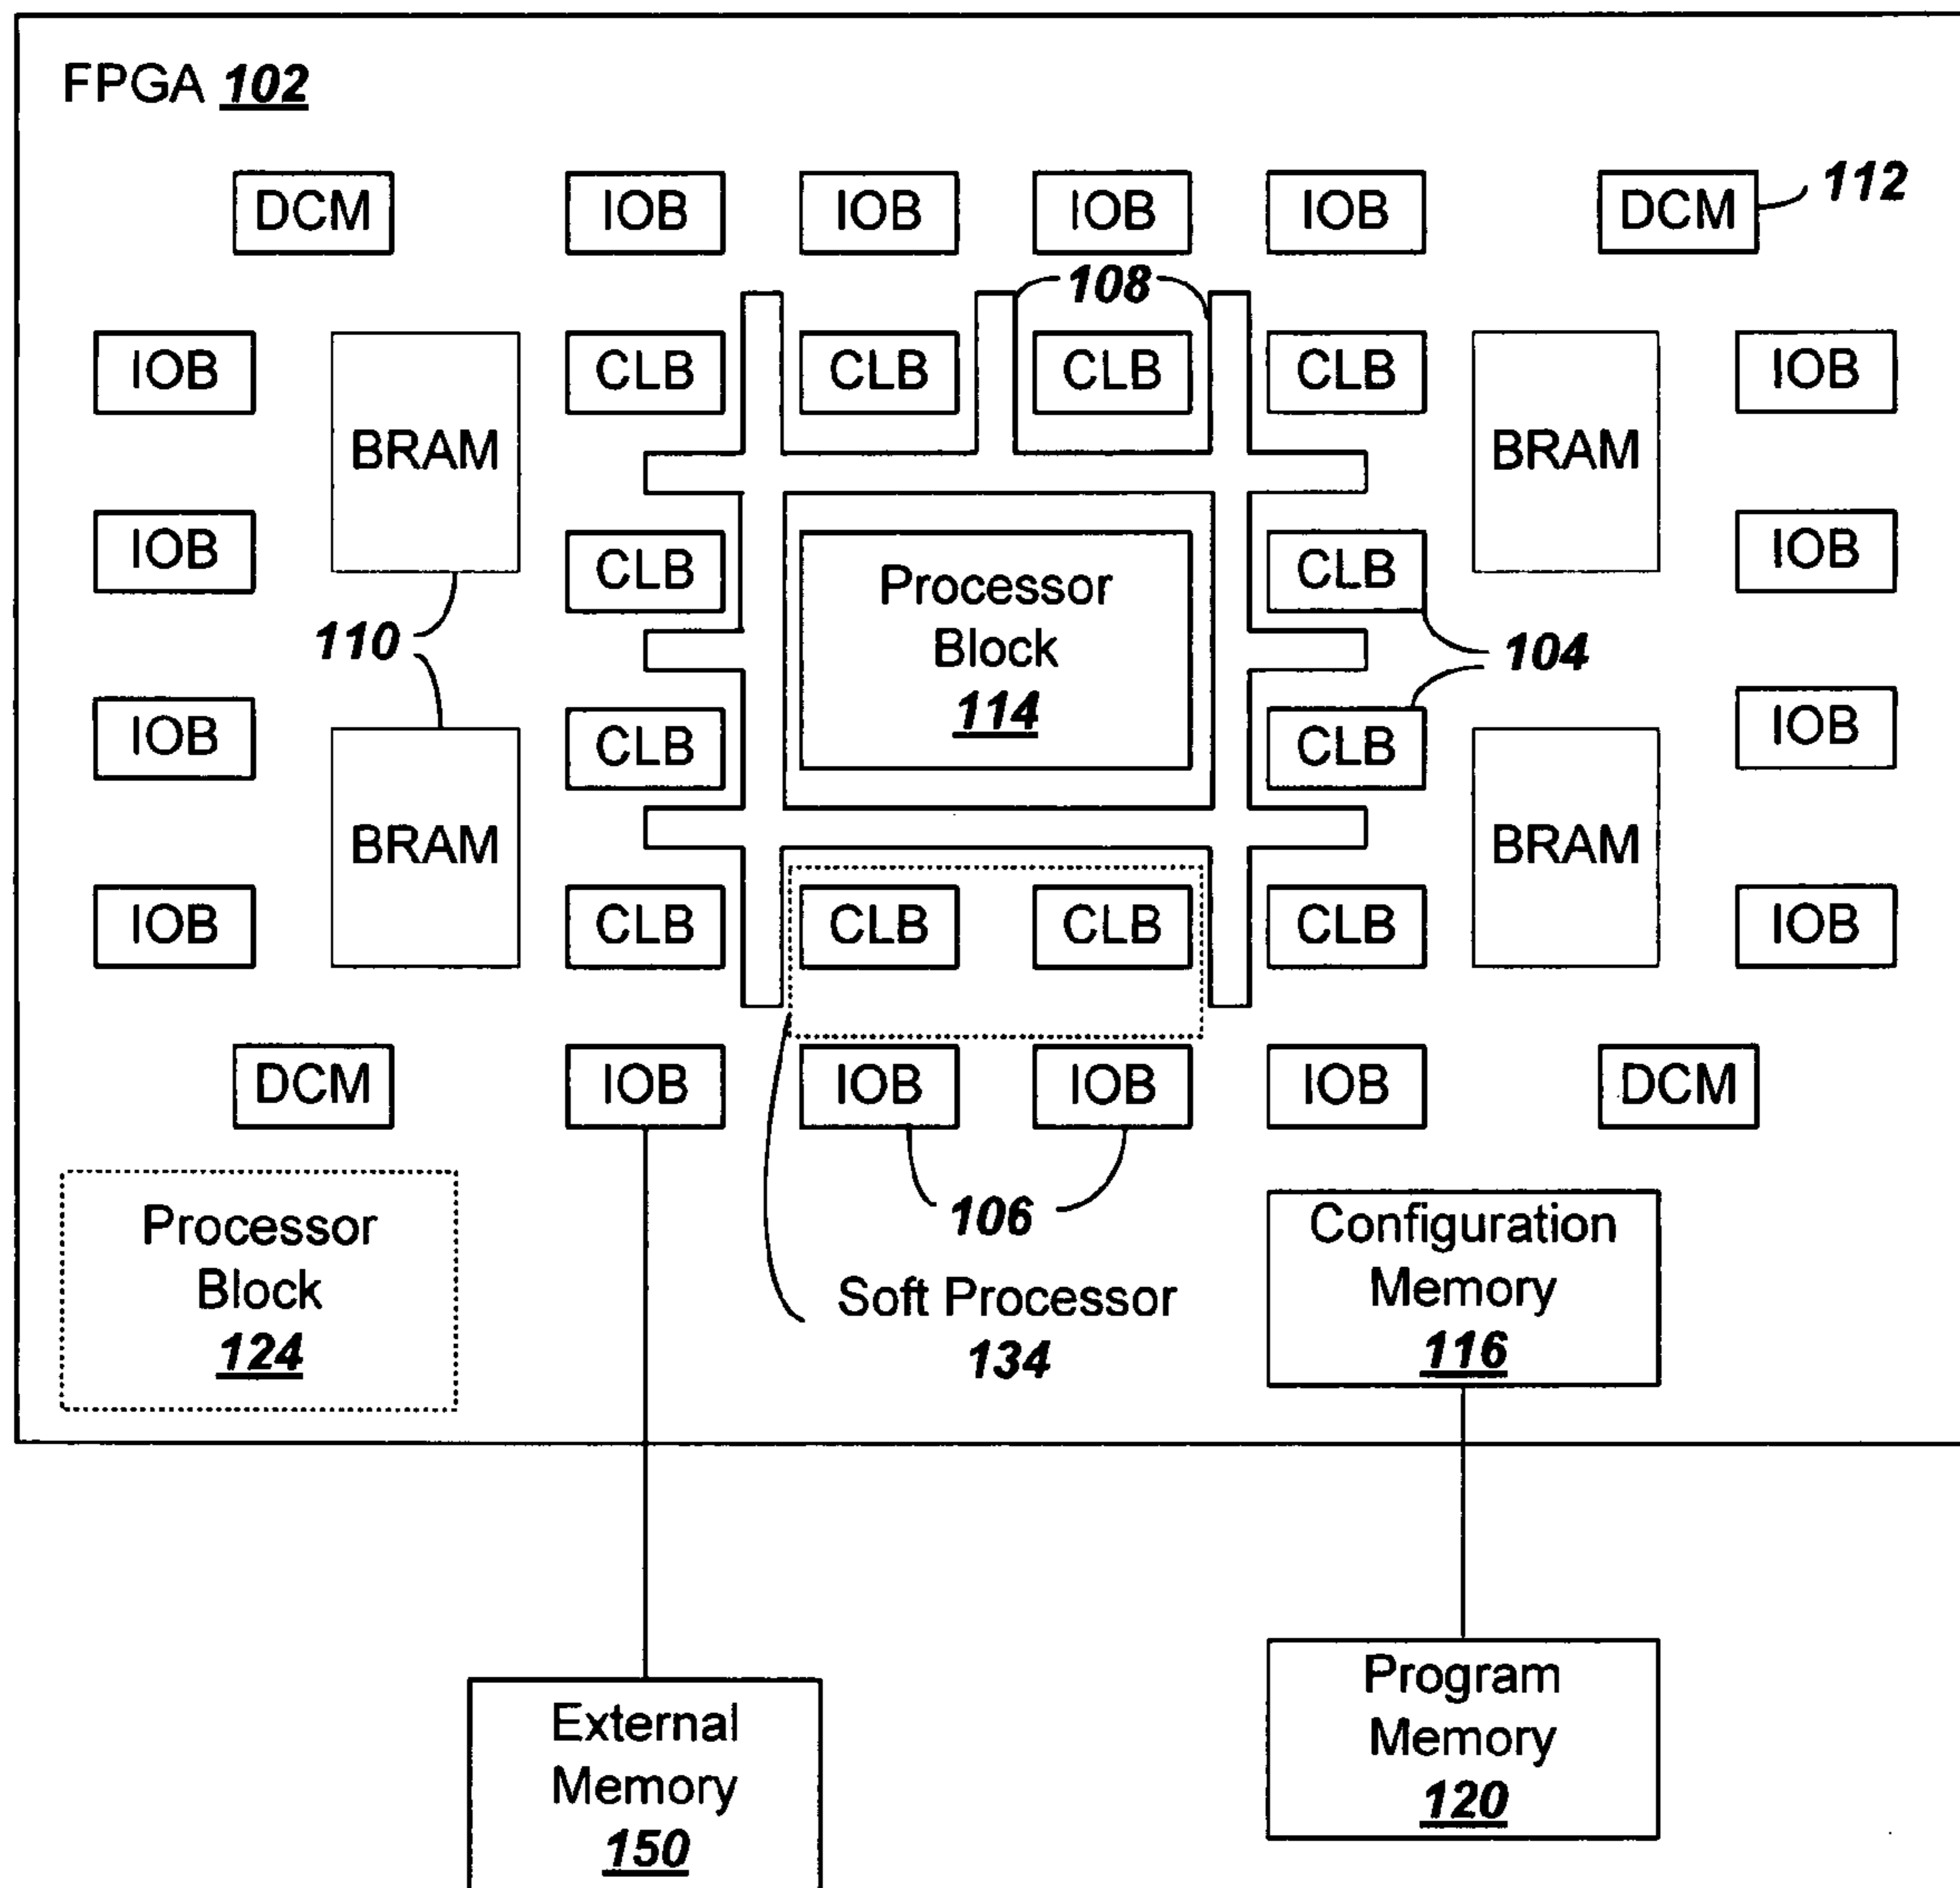 FPGA 102
DCM IOB IOB IOB IOB DCM 112
108
IOB CLB CLB CLB CLB IOB
BRAM BRAM
IOB CLB CLB IOB
Processor
Block
114
110 104
IOB CLB CLB IOB
BRAM BRAM
IOB CLB CLB CLB CLB IOB
DCM IOB IOB IOB IOB DCM
106
Processor
Block
124
Soft Processor
134
Configuration
Memory
116
External
Memory
150
Program
Memory
120